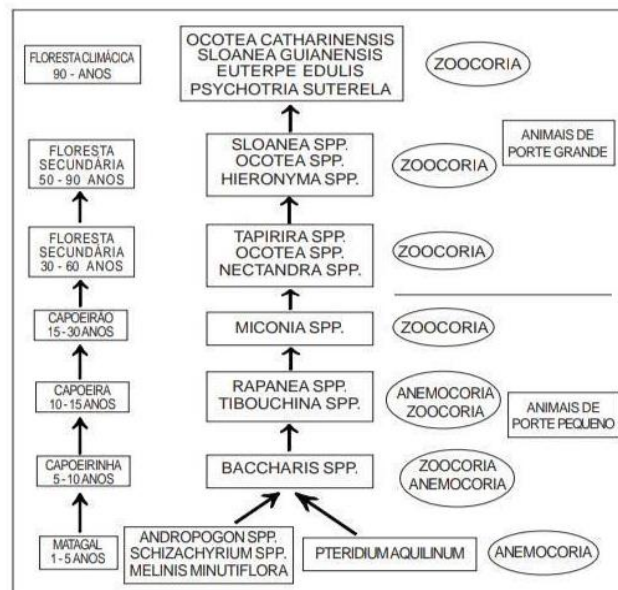 FLORESTA CLIMÁCICA
90 - ANOS
OCOTEA CATHARINENSIS
SLOANEA GUIANENSIS
EUTERPE EDULIS
PSYCHOTRIA SUTERELA
ZOOCORIA
FLORESTA
SECUNDÁRIA
50 - 90 ANOS
SLOANEA SPP.
OCOTEA SPP.
HIERONYMA SPP.
ZOOCORIA
ANIMAIS DE
PORTE GRANDE
FLORESTA
SECUNDÁRIA
30 - 60 ANOS
TAPIRIRA SPP.
OCOTEA SPP.
NECTANDRA SPP.
ZOOCORIA
CAPOEIRÃO
15-30 ANOS
MICONIA SPP.
ZOOCORIA
CAPOEIRA
10 - 15 ANOS
RAPANEA SPP.
TIBOUCHINA SPP.
ANEMOCORIA
ZOOCORIA
ANIMAIS DE
PORTE PEQUENO
CAPOEIRINHA
5-10 ANOS
BACCHARIS SPP.
ZOOCORIA
ANEMOCORIA
MATAGAL
1-5 ANOS
ANDROPOGON SPP.
SCHIZACHYRIUM SPP.
MELINIS MINUTIFLORA
PTERIDIUM AQUILINUM
ANEMOCORIA